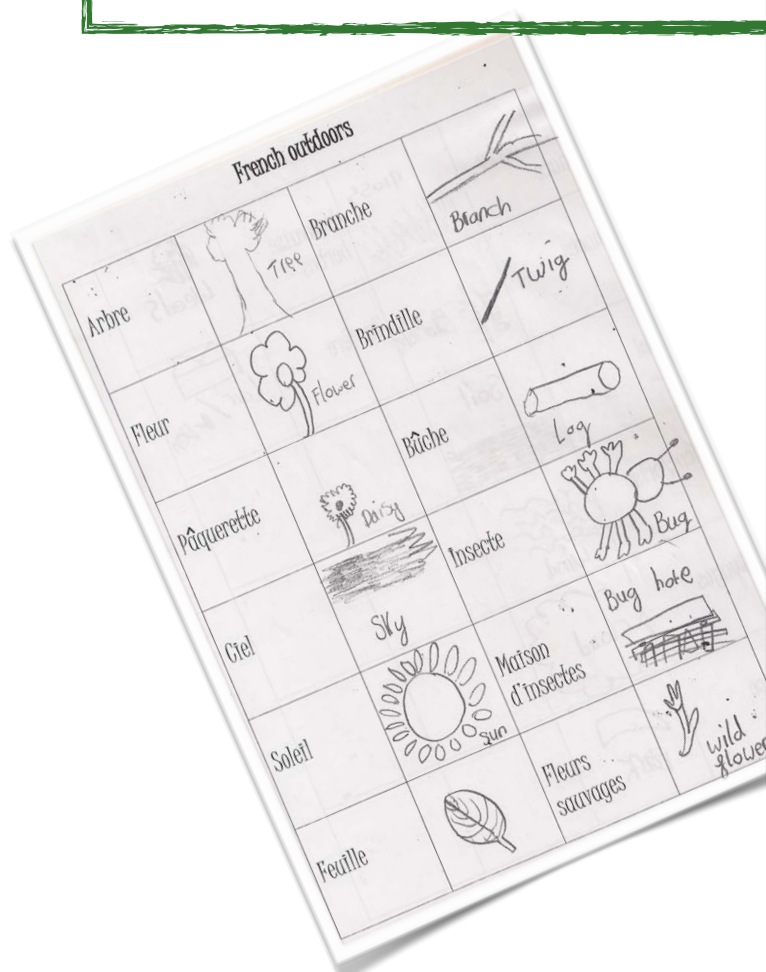 French outdoors
Arbre
Tree
Branche
Branch
Fleur
Flower
Brindille
Twig
Pâquerette
Daisy
Bûche
Log
Ciel
Sky
Insecte
Bug
Soleil
Sun
Maison
d'insectes
Bug hote
Feuille
Fleurs
sauvages
wild
flower